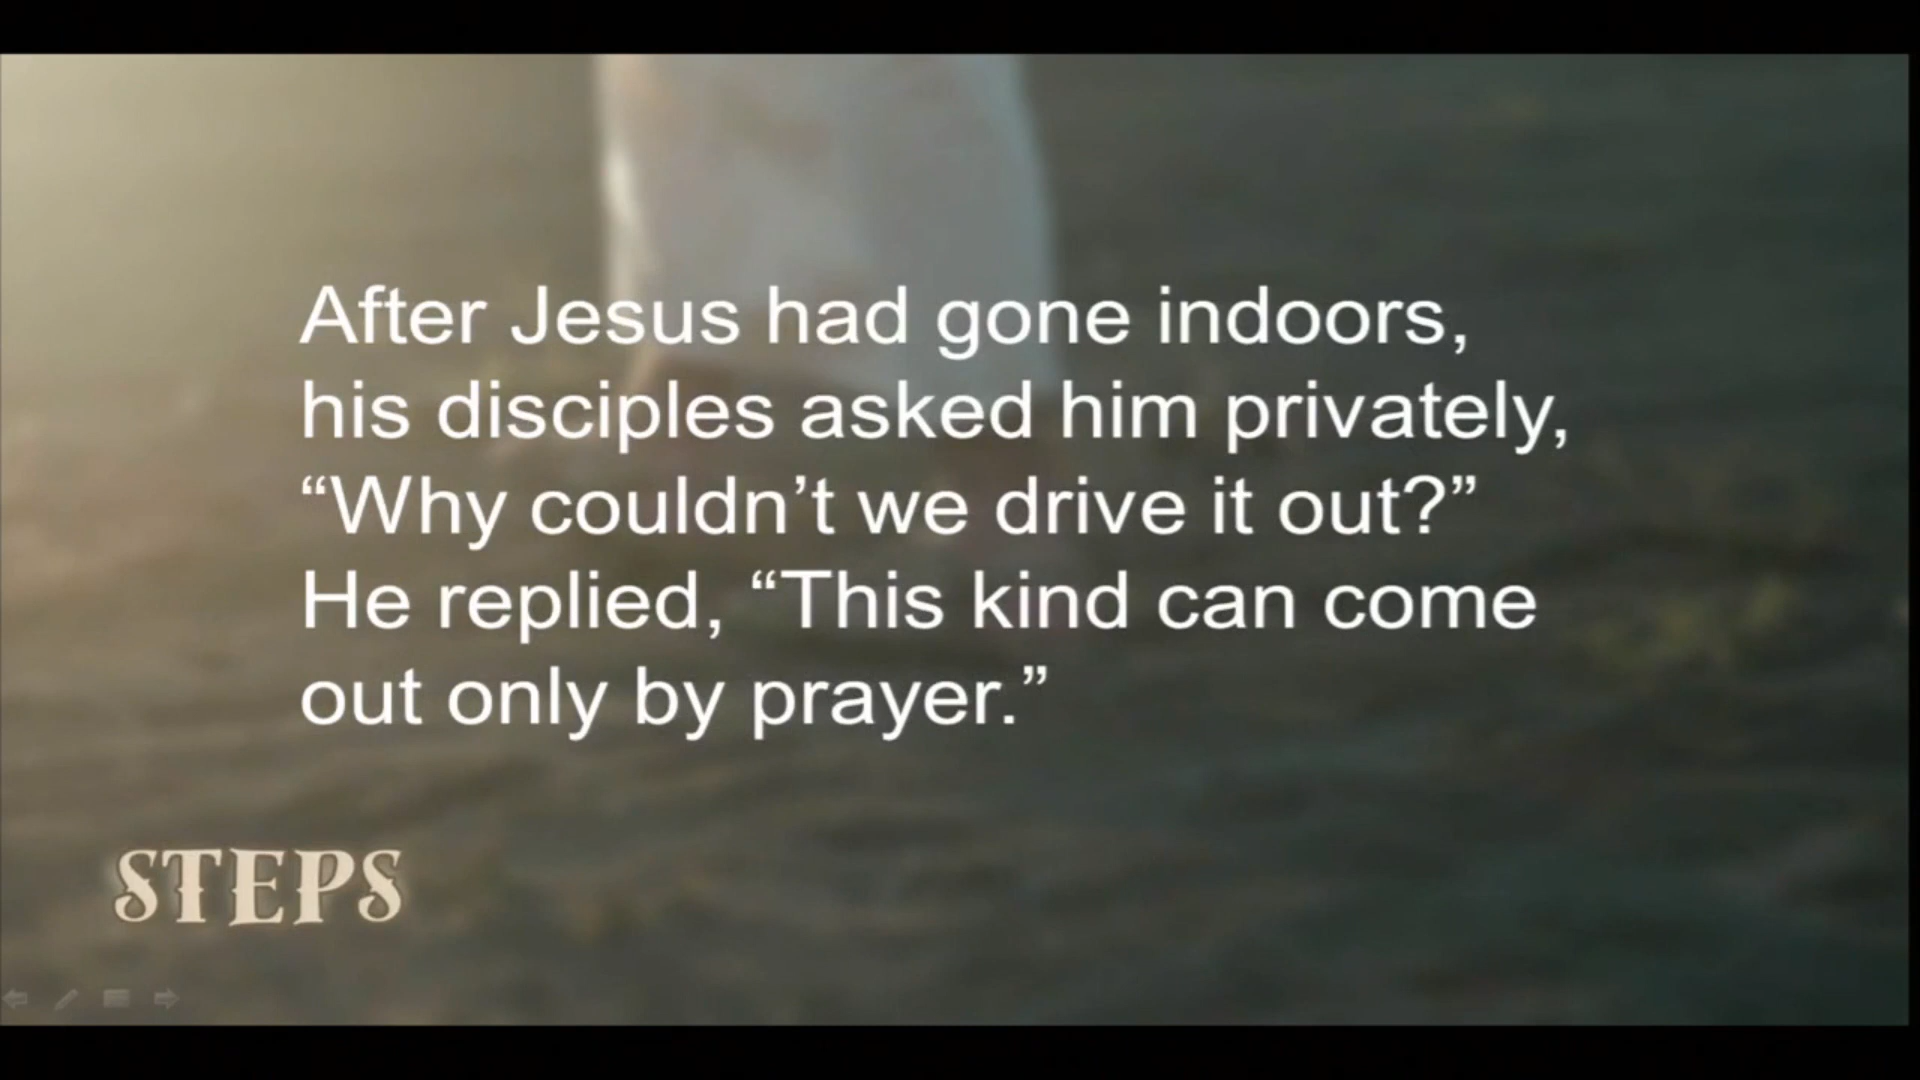 After Jesus had gone indoors,
his disciples asked him privately,
“Why couldn’t we drive it out?”
He replied, “This kind can come
out only by prayer.”
STEPS